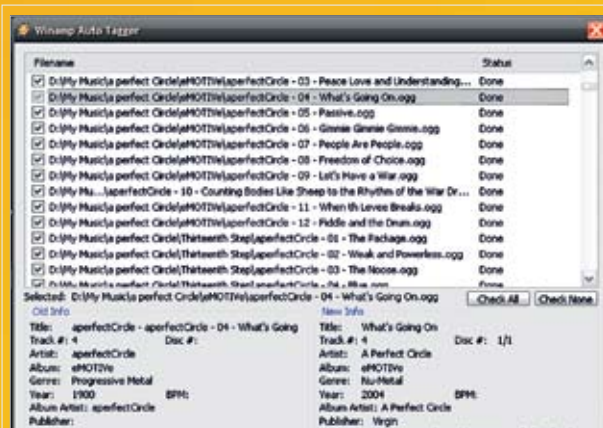 Winamp Auto Tagger
Filename Status
D:\My Music\a perfect Circle\eMOTIVe\aperfectCircle - 03 - Peace Love and Understanding... Done
D:\My Music\a perfect Circle\eMOTIVe\aperfectCircle - 04 - What's Going On.ogg Done
D:\My Music\a perfect Circle\eMOTIVe\aperfectCircle - 05 - Passive.ogg Done
D:\My Music\a perfect Circle\eMOTIVe\aperfectCircle - 06 - Gimmie Gimmie Gimmie.ogg Done
D:\My Music\a perfect Circle\eMOTIVe\aperfectCircle - 07 - People Are People.ogg Done
D:\My Music\a perfect Circle\eMOTIVe\aperfectCircle - 08 - Freedom of Choice.ogg Done
D:\My Music\a perfect Circle\eMOTIVe\aperfectCircle - 09 - Let's Have a War.ogg Done
D:\My Mu...\aperfectCircle - 10 - Counting Bodies Like Sheep to the Rhythm of the War Dr... Done
D:\My Music\a perfect Circle\eMOTIVe\aperfectCircle - 11 - When th Levee Breaks.ogg Done
D:\My Music\a perfect Circle\eMOTIVe\aperfectCircle - 12 - Fiddle and the Drum.ogg Done
D:\My Music\a perfect Circle\Thirteenth Step\aperfectCircle - 01 - The Package.ogg Done
D:\My Music\a perfect Circle\Thirteenth Step\aperfectCircle - 02 - Weak and Powerless.ogg Done
D:\My Music\a perfect Circle\Thirteenth Step\aperfectCircle - 03 - The Noose.ogg Done
D:\My Music\a perfect Circle\Thirteenth Step\aperfectCircle - 04 - Blue.ogg Done
Selected: D:\My Music\a perfect Circle\eMOTIVe\aperfectCircle - 04 - What's Going On.ogg Check All Check None
Old Info New Info
Title: aperfectCircle - aperfectCircle - 04 - What's Going Title: What's Going On
Track #: 4 Disc #: Track #: 4 Disc #: 1/1
Artist: aperfectCircle Artist: A Perfect Circle
Album: eMOTIVe Album: eMOTIVe
Genre: Progressive Metal Genre: Nu-Metal
Year: 1900 BPM: Year: 2004 BPM:
Album Artist: aperfectCircle Album Artist: A Perfect Circle
Publisher: Publisher: Virgin